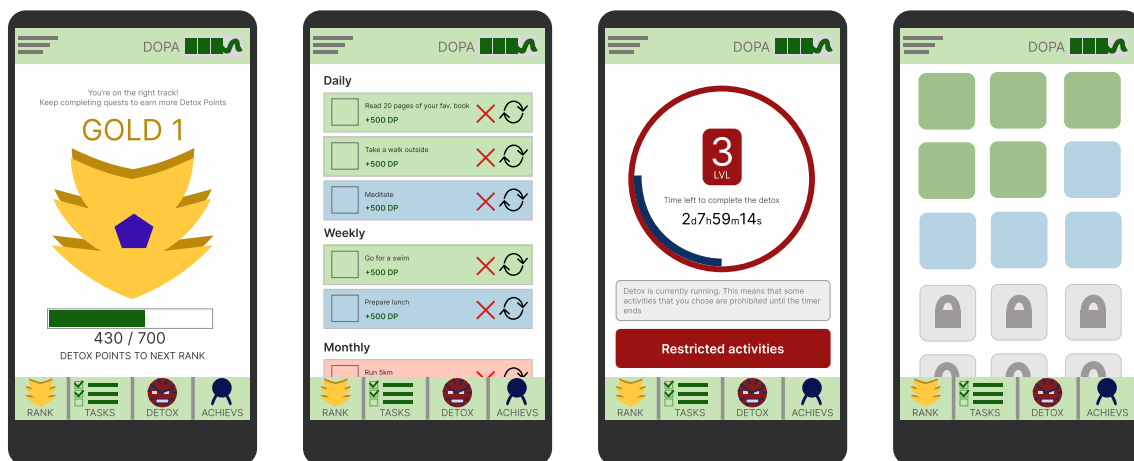 DOPA
You're on the right track!
Keep completing quests to earn more Detox Points
GOLD 1
430 / 700
DETOX POINTS TO NEXT RANK
RANK
TASKS
DETOX
ACHIEVS
DOPA
Daily
Read 20 pages of your fav. book
+500 DP
Take a walk outside
+500 DP
Meditate
+500 DP
Weekly
Go for a swim
+500 DP
Prepare lunch
+500 DP
Monthly
Run 5km
RANK
TASKS
DETOX
ACHIEVS
DOPA
3
LVL
Time left to complete the detox
2d7h59m14s
Detox is currently running. This means that some
activities that you chose are prohibited until the timer
ends
Restricted activities
RANK
TASKS
DETOX
ACHIEVS
DOPA
RANK
TASKS
DETOX
ACHIEVS